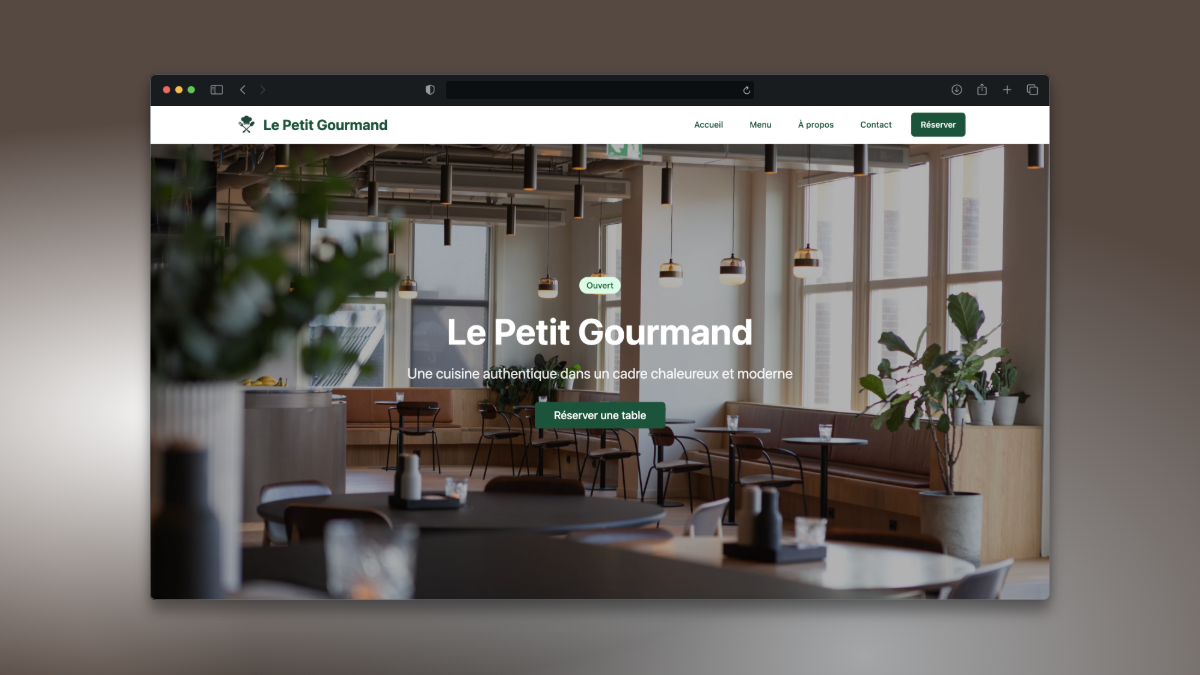 Le Petit Gourmand
Accueil
Menu
À propos
Contact
Réserver
Ouvert
Le Petit Gourmand
Une cuisine authentique dans un cadre chaleureux et moderne
Réserver une table